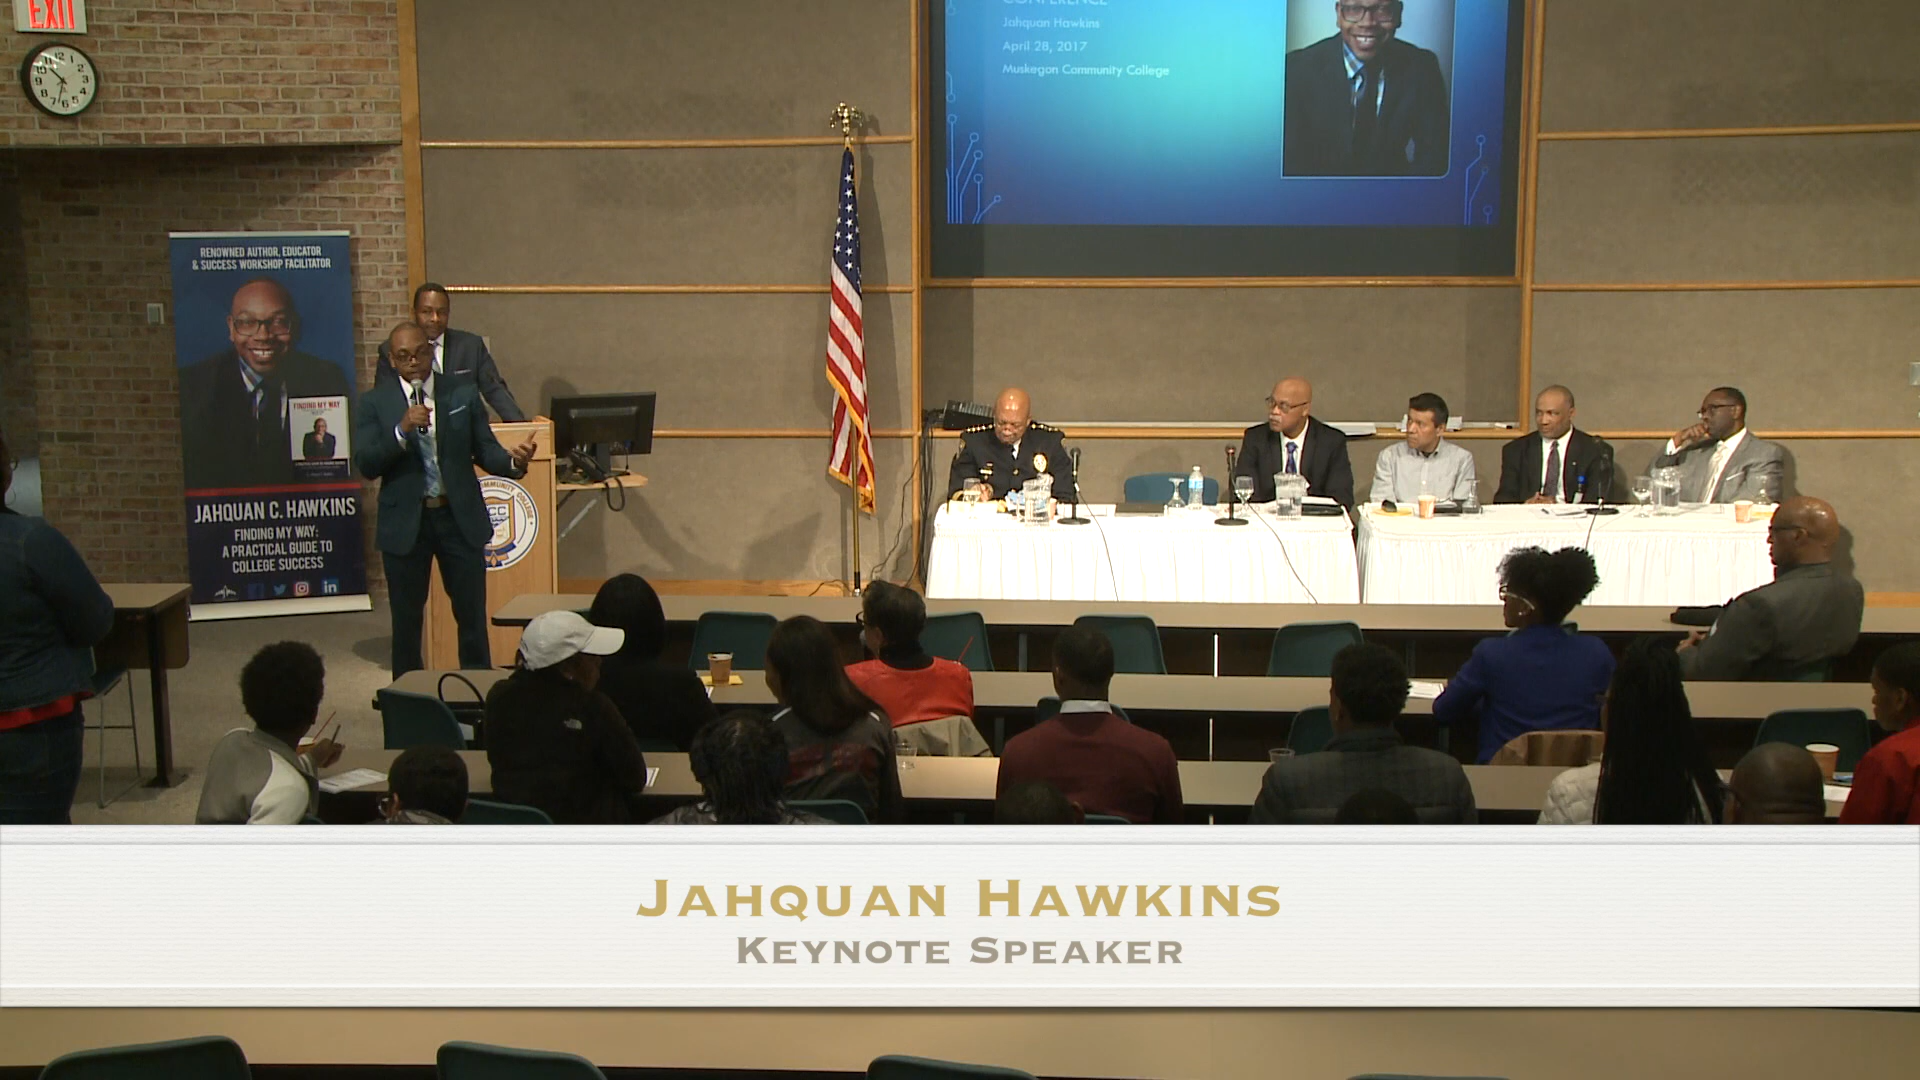 EXIT
CONFERENCE
Jahquan Hawkins
April 28, 2017
Muskegon Community College
RENOWNED AUTHOR, EDUCATOR
& SUCCESS WORKSHOP FACILITATOR
FINDING MY WAY
JAHQUAN C. HAWKINS
FINDING MY WAY:
A PRACTICAL GUIDE TO
COLLEGE SUCCESS
JAHQUAN HAWKINS
KEYNOTE SPEAKER